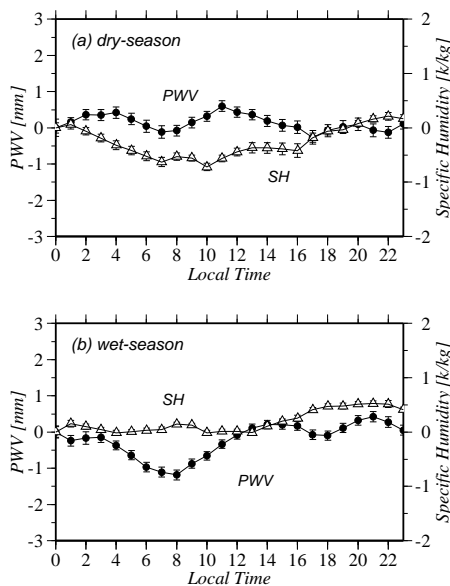 (a) dry-season
PWV
SH
PWV [mm]
3
2
1
0
-1
-2
-3
Specific Humidity [k/kg]
2
1
0
-1
-2
0 2 4 6 8 10 12 14 16 18 20 22
Local Time
(b) wet-season
SH
PWV
PWV [mm]
3
2
1
0
-1
-2
-3
Specific Humidity [k/kg]
2
1
0
-1
-2
0 2 4 6 8 10 12 14 16 18 20 22
Local Time